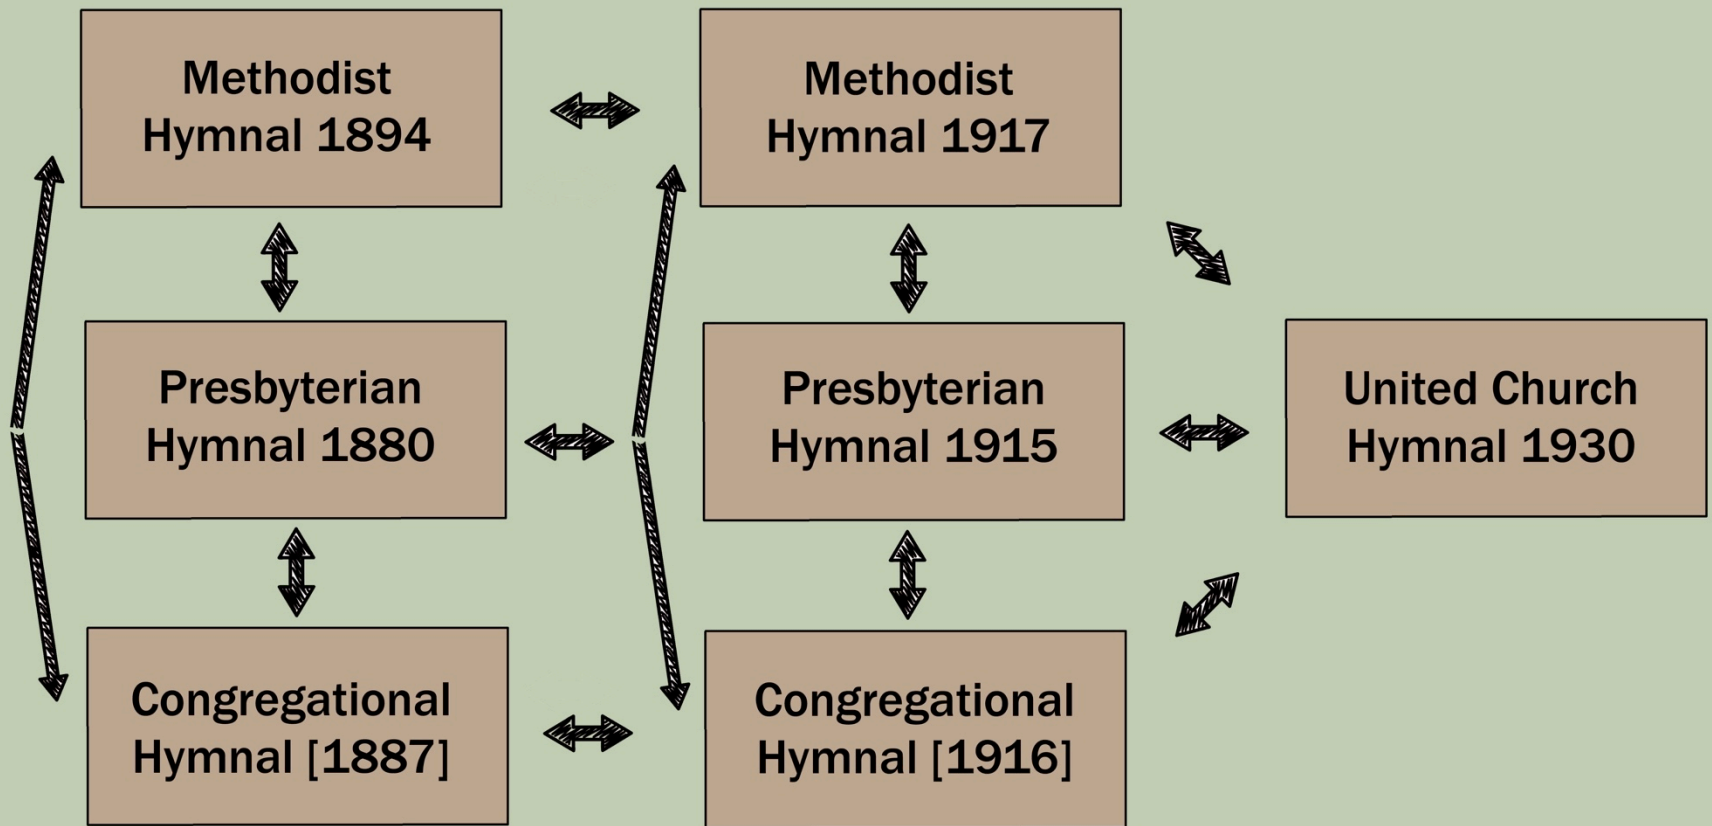 Methodist
Hymnal 1894
Methodist
Hymnal 1917
Presbyterian
Hymnal 1880
Presbyterian
Hymnal 1915
United Church
Hymnal 1930
Congregational
Hymnal [1887]
Congregational
Hymnal [1916]